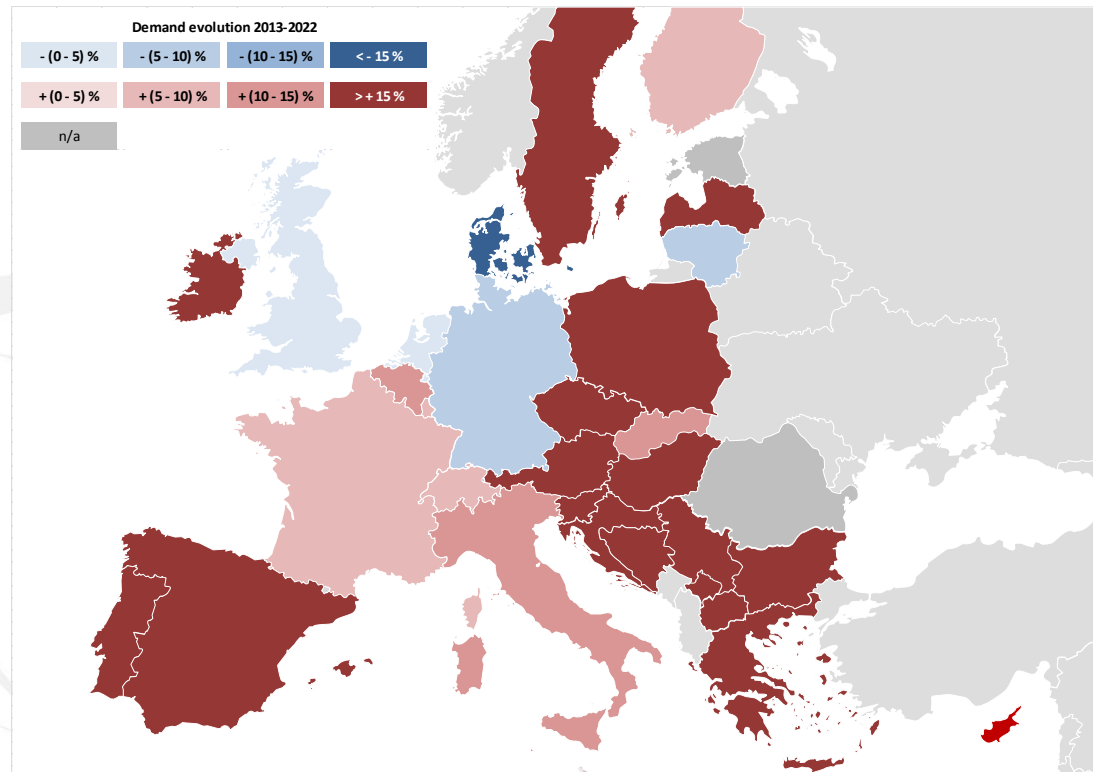 Demand evolution 2013-2022
- (0 - 5) % - (5 - 10) % - (10 - 15) % < - 15 %
+ (0 - 5) % + (5 - 10) % + (10 - 15) % > + 15 %
n/a